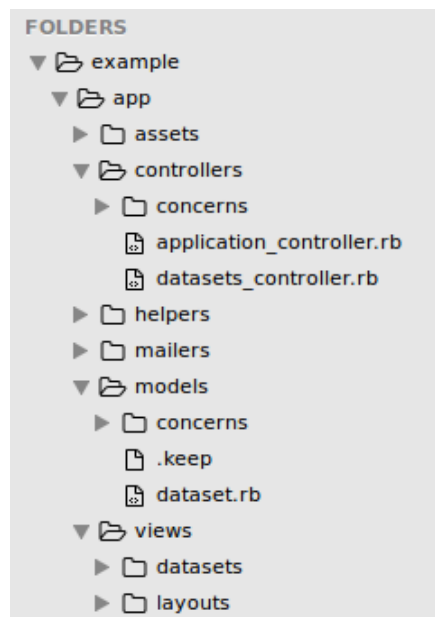 FOLDERS
example
app
assets
controllers
concerns
application_controller.rb
datasets_controller.rb
helpers
mailers
models
concerns
.keep
dataset.rb
views
datasets
layouts